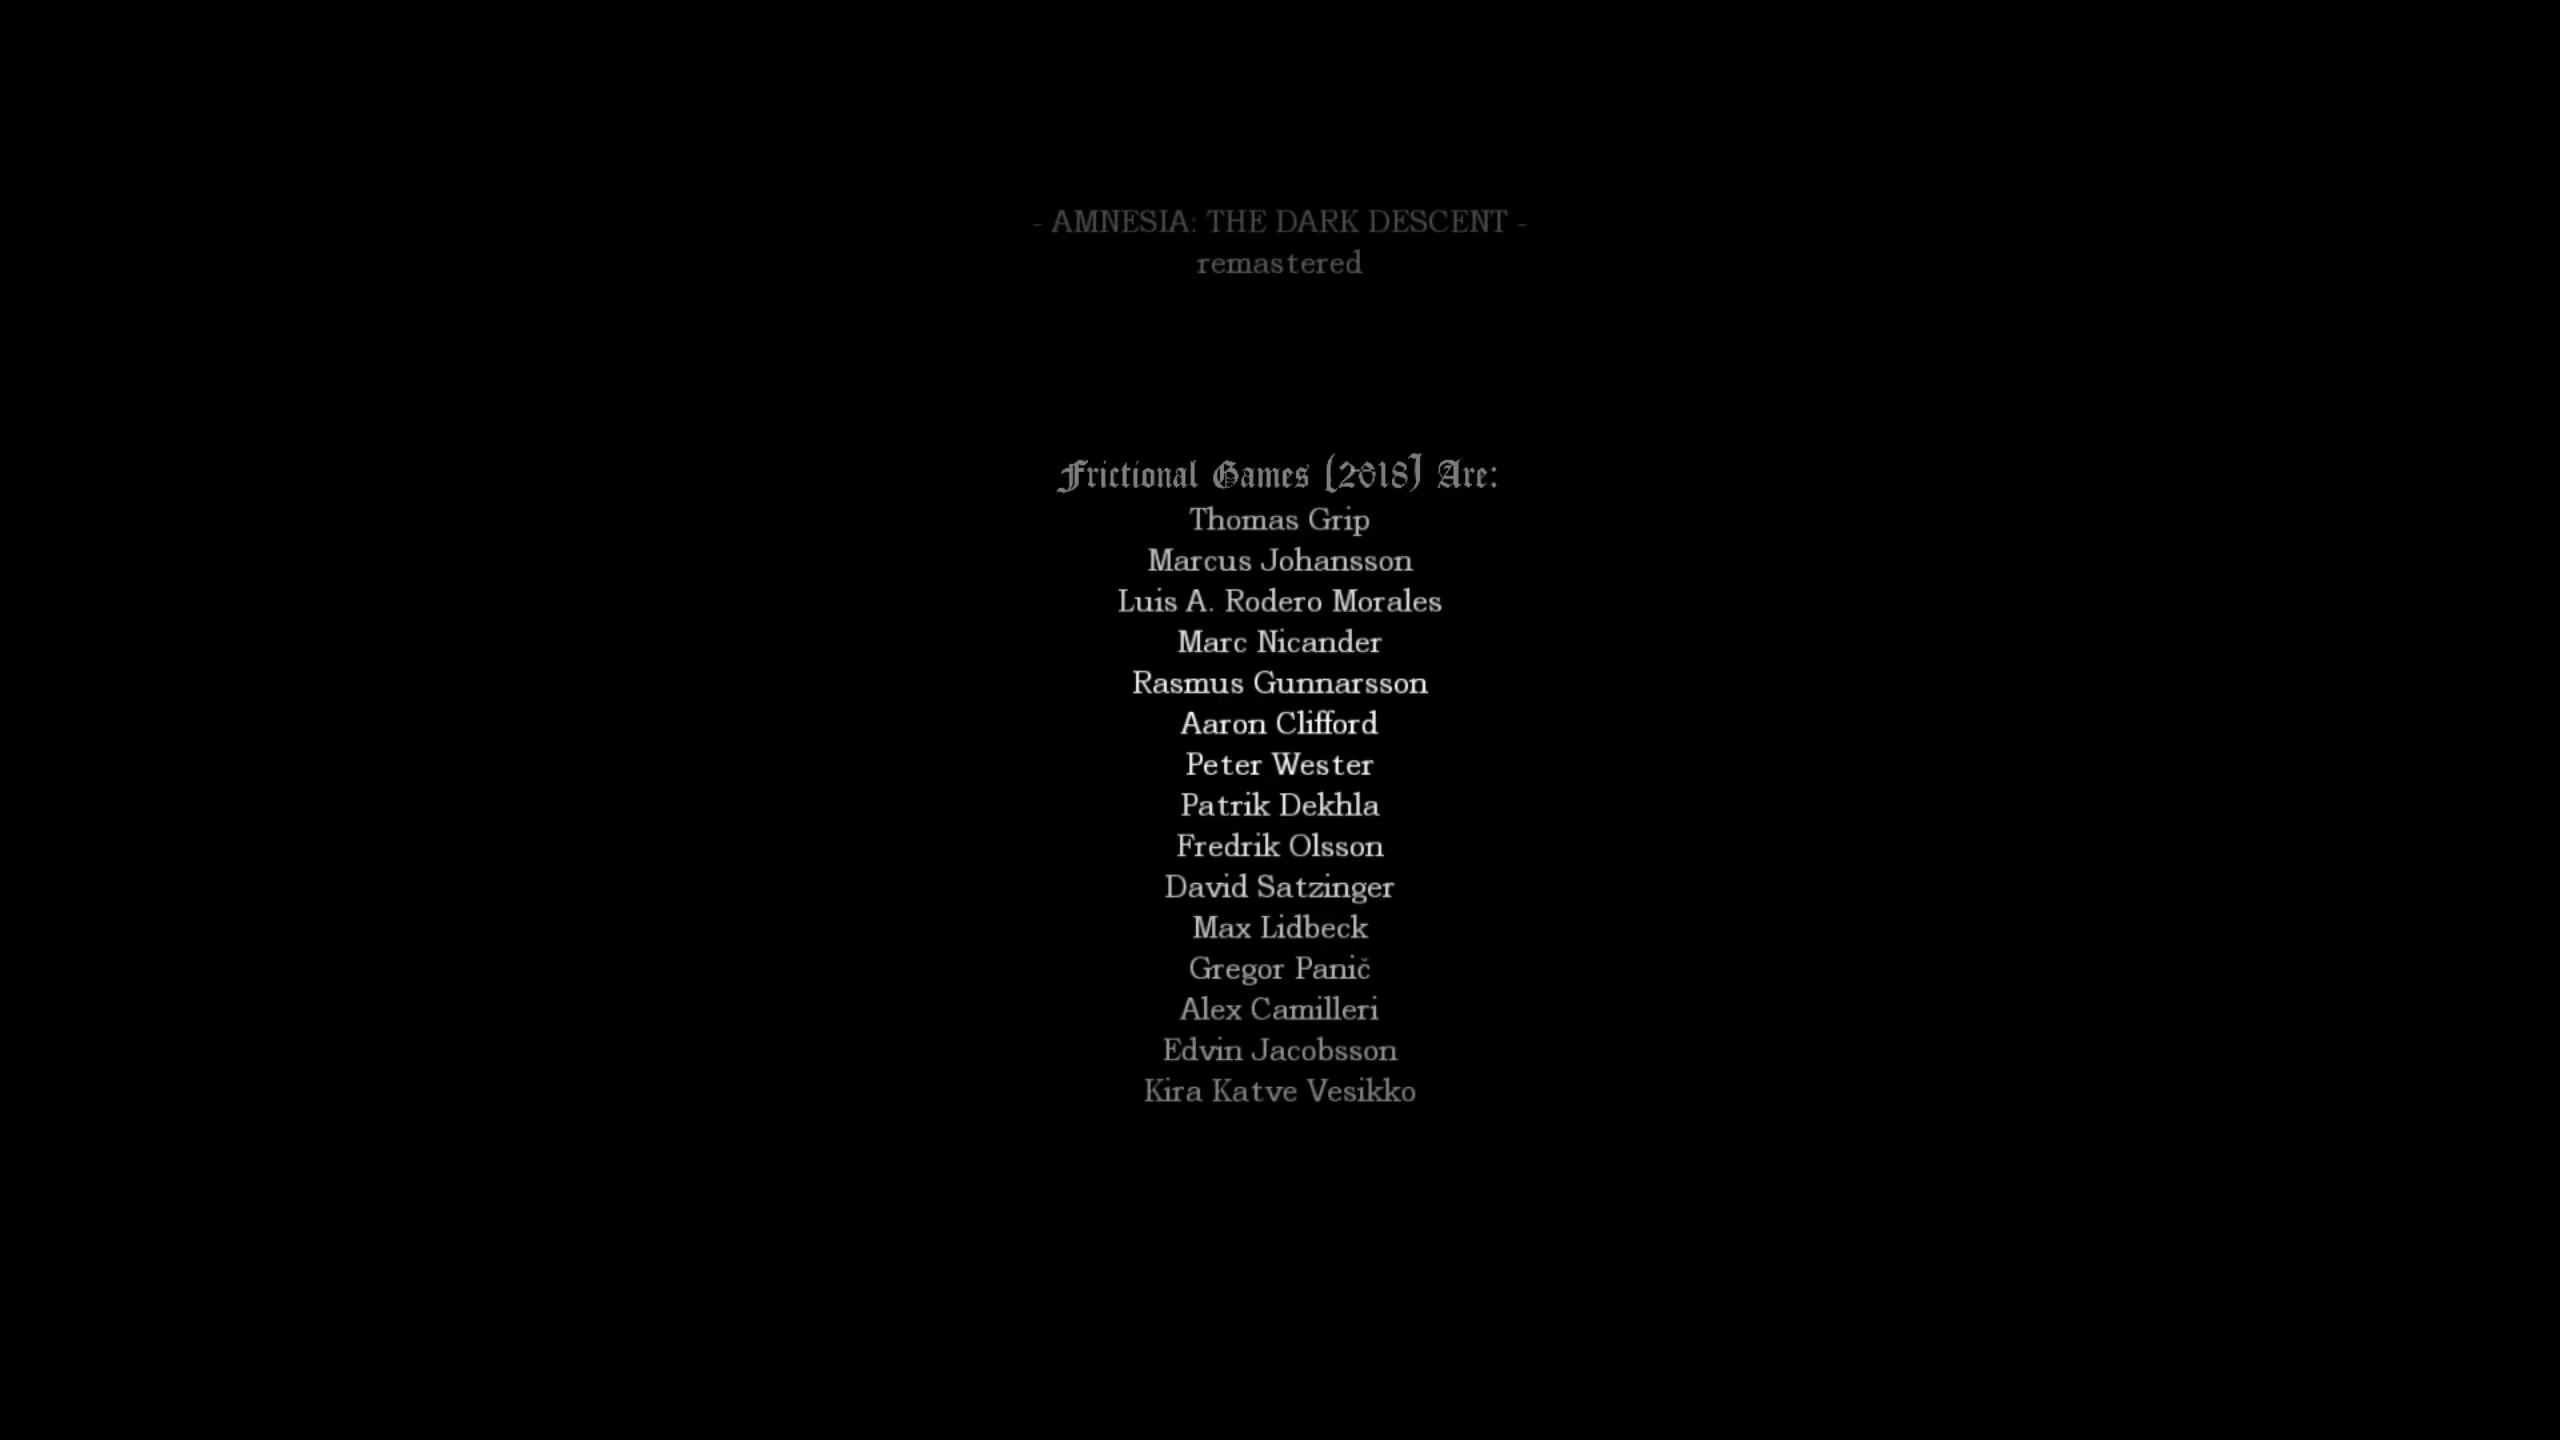 - AMNESIA: THE DARK DESCENT -
remastered
Frictional Games [2018] Are:
Thomas Grip
Marcus Johansson
Luis A. Rodero Morales
Marc Nicander
Rasmus Gunnarsson
Aaron Clifford
Peter Wester
Patrik Dekhla
Fredrik Olsson
David Satzinger
Max Lidbeck
Gregor Panič
Alex Camilleri
Edvin Jacobsson
Kira Katve Vesikko